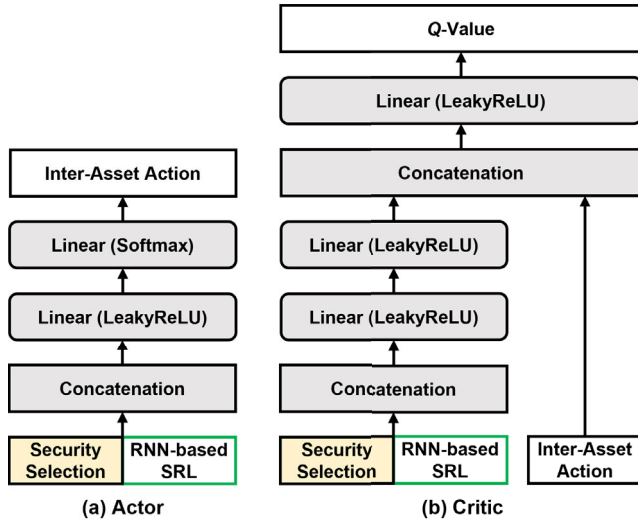 Inter-Asset Action
Linear (Softmax)
Linear (LeakyReLU)
Concatenation
Security
Selection
RNN-based
SRL
(a) Actor
Q-Value
Linear (LeakyReLU)
Concatenation
Linear (LeakyReLU)
Linear (LeakyReLU)
Concatenation
Security
Selection
RNN-based
SRL
Inter-Asset
Action
(b) Critic